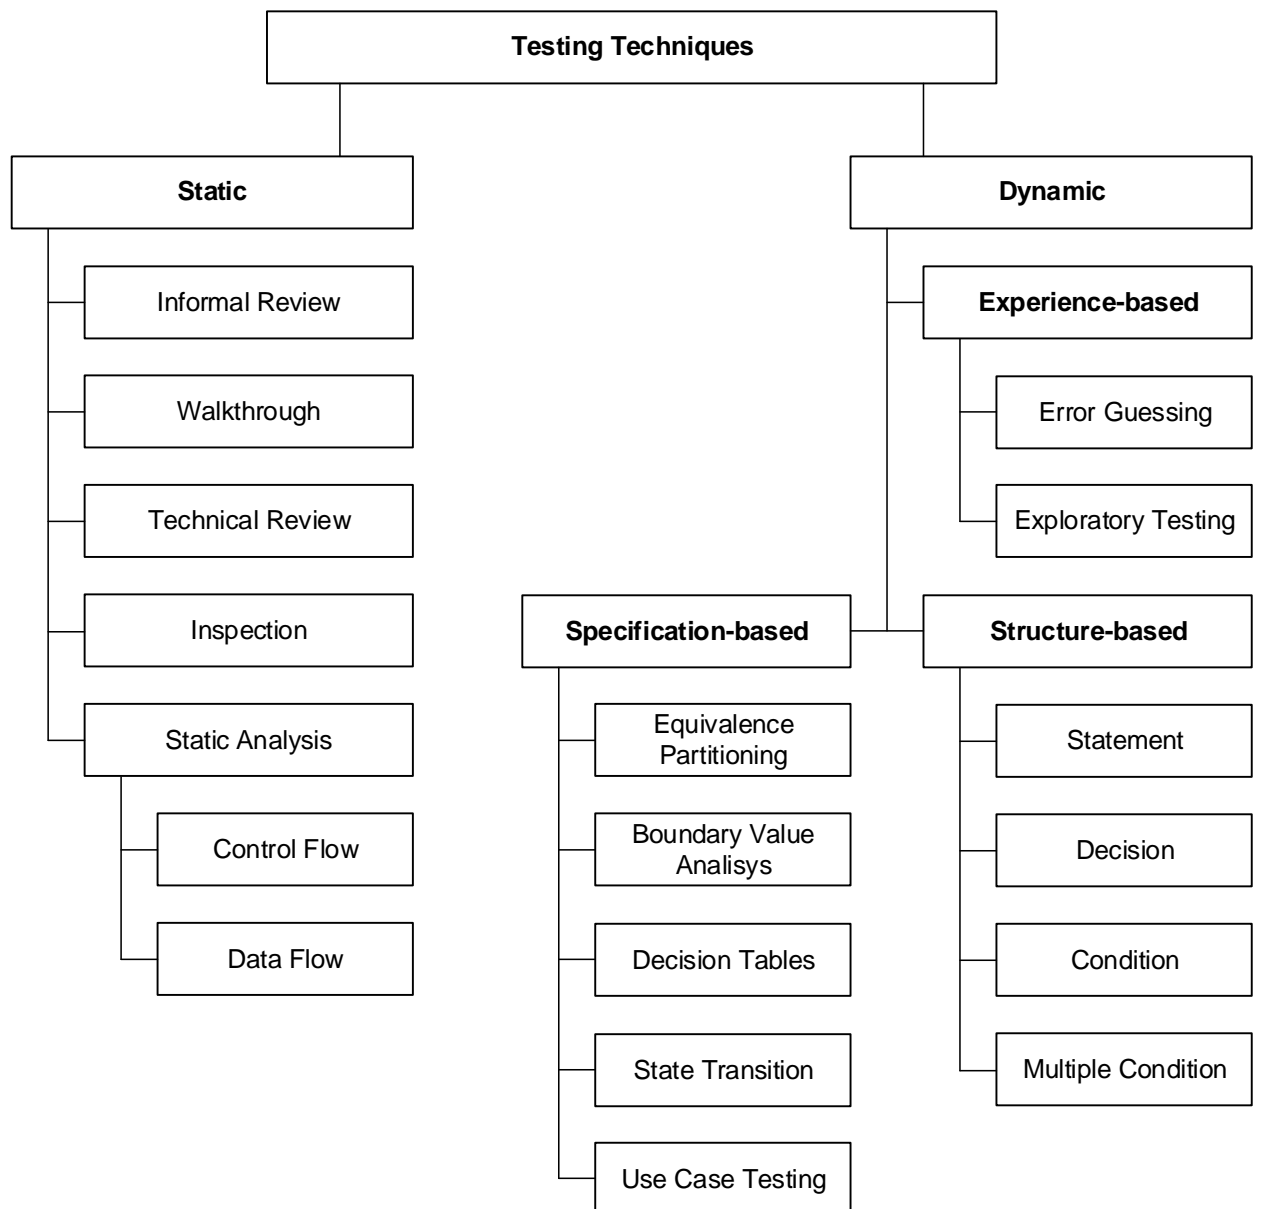 Testing Techniques
Static
Informal Review
Walkthrough
Technical Review
Inspection
Static Analysis
Control Flow
Data Flow
Dynamic
Experience-based
Error Guessing
Exploratory Testing
Specification-based
Equivalence
Partitioning
Boundary Value
Analisys
Decision Tables
State Transition
Use Case Testing
Structure-based
Statement
Decision
Condition
Multiple Condition